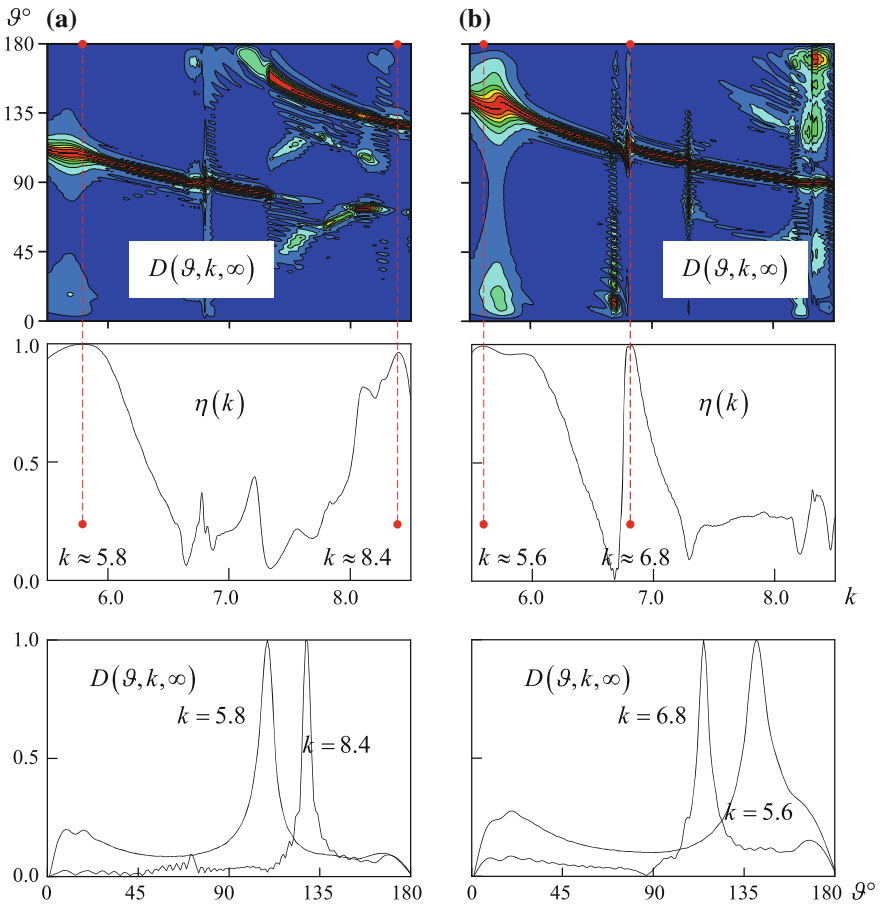 ϑ° (a) (b)
180
135
90
45
0
D(ϑ, k, ∞) D(ϑ, k, ∞)
1.0
0.5
0.0
η(k) η(k)
k ≈ 5.8 k ≈ 8.4 k ≈ 5.6 k ≈ 6.8
6.0 7.0 8.0 6.0 7.0 8.0 k
1.0
0.5
0.0
D(ϑ, k, ∞) D(ϑ, k, ∞)
k = 5.8 k = 6.8
k = 8.4
k = 5.6
0 45 90 135 180 0 45 90 135 180 ϑ°